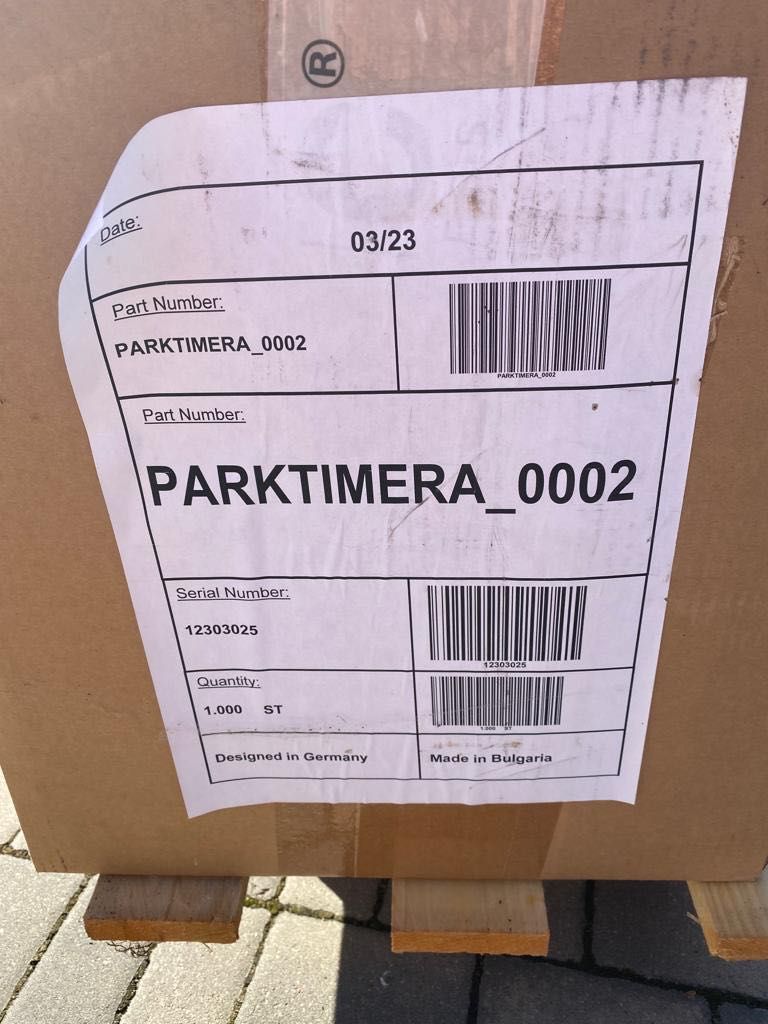 ®
Date:
03/23
Part Number:
PARKTIMERA_0002
PARKTIMERA_0002
Part Number:
PARKTIMERA_0002
Serial Number:
12303025
12303025
Quantity:
1.000 ST
1.000 ST
Designed in Germany
Made in Bulgaria